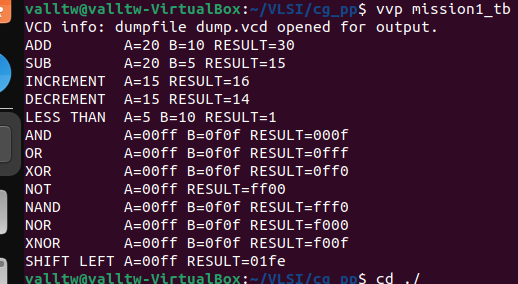 valltw@valltw-VirtualBox:~/VLSI/cg_pp$ vvp mission1_tb
VCD info: dumpfile dump.vcd opened for output.
ADD       A=20 B=10 RESULT=30
SUB       A=20 B=5 RESULT=15
INCREMENT A=15 RESULT=16
DECREMENT A=15 RESULT=14
LESS THAN A=5 B=10 RESULT=1
AND       A=00ff B=0f0f RESULT=000f
OR        A=00ff B=0f0f RESULT=0fff
XOR       A=00ff B=0f0f RESULT=0ff0
NOT       A=00ff RESULT=ff00
NAND      A=00ff B=0f0f RESULT=fff0
NOR       A=00ff B=0f0f RESULT=f000
XNOR      A=00ff B=0f0f RESULT=f00f
SHIFT LEFT A=00ff RESULT=01fe
valltw@valltw-VirtualBox:~/VLSI/cg_pp$ cd ./